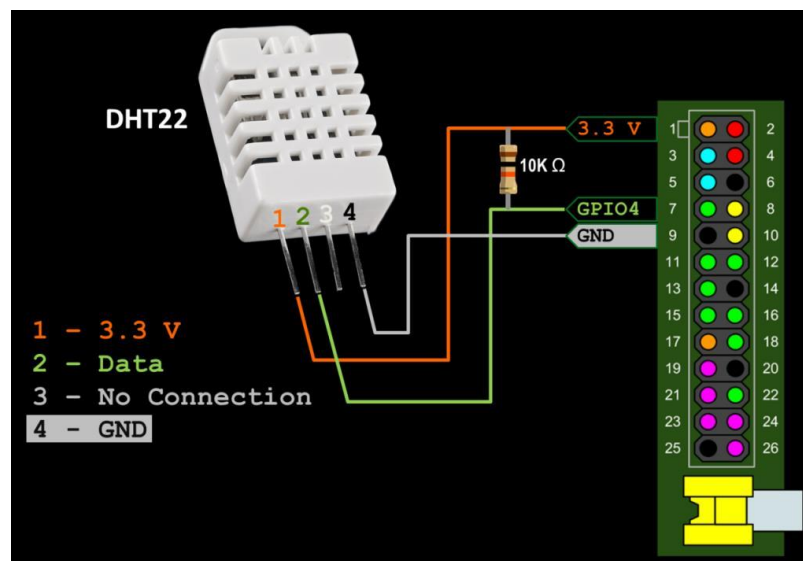 DHT22
1 2 3 4
10K Ω
3.3 V
GPIO4
GND
1 - 3.3 V
2 - Data
3 - No Connection
4 - GND
1 2
3 4
5 6
7 8
9 10
11 12
13 14
15 16
17 18
19 20
21 22
23 24
25 26